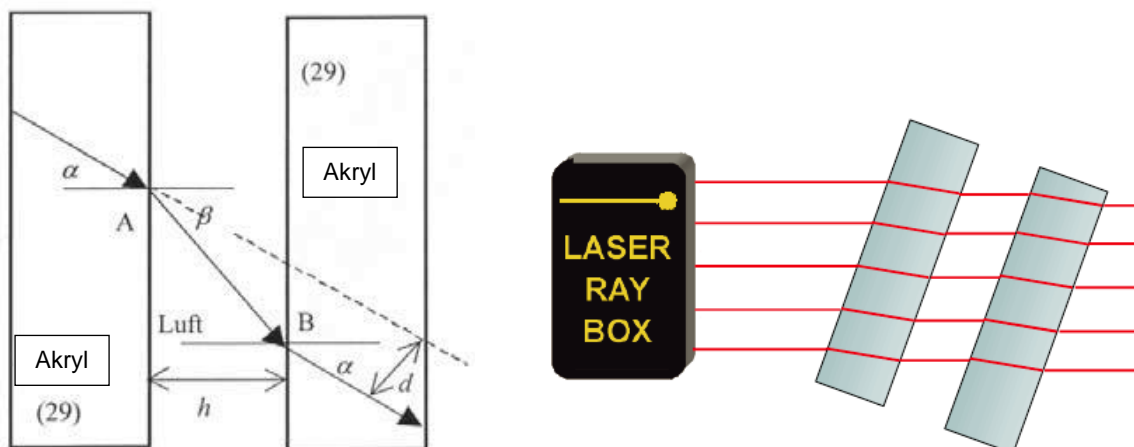 (29)
Akryl
α
β
A
Luft
B
Akryl
α
d
(29)
h
LASER
RAY
BOX